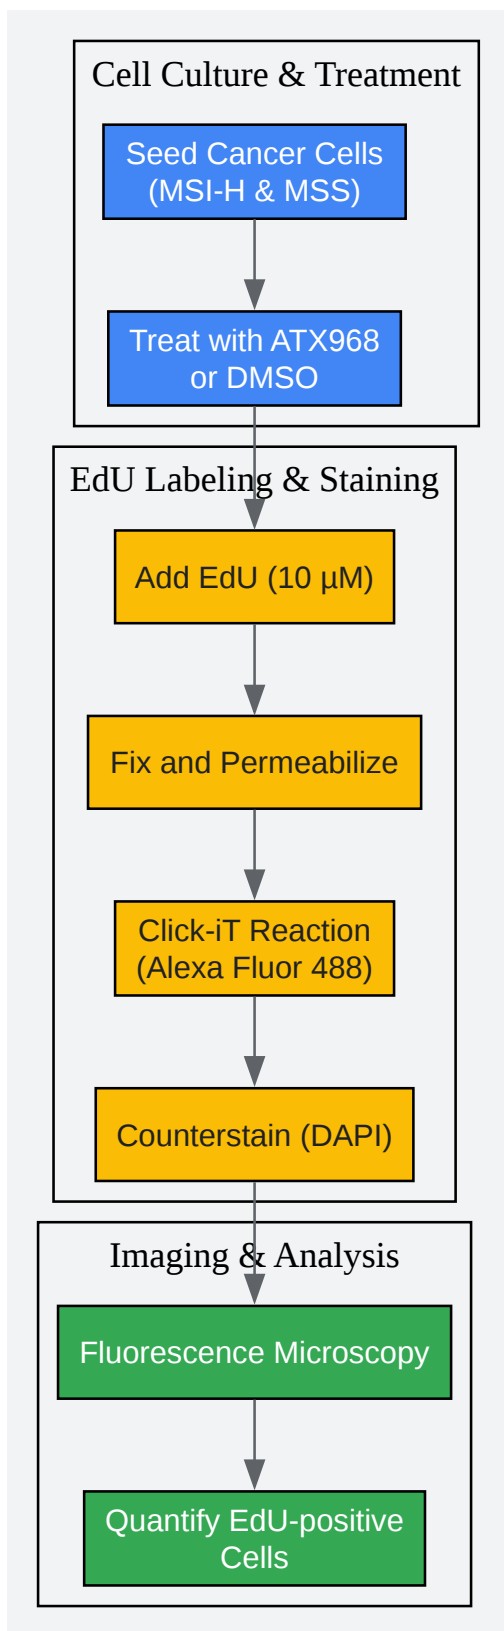 Cell Culture & Treatment
Seed Cancer Cells
(MSI-H & MSS)
Treat with ATX968
or DMSO
EdU Labeling & Staining
Add EdU (10 µM)
Fix and Permeabilize
Click-iT Reaction
(Alexa Fluor 488)
Counterstain (DAPI)
Imaging & Analysis
Fluorescence Microscopy
Quantify EdU-positive
Cells